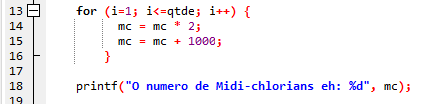 13 for (i=1; i<=qtde; i++) {
14 mc = mc * 2;
15 mc = mc + 1000;
16 }
17
18 printf("O numero de Midi-chlorians eh: %d", mc);
19